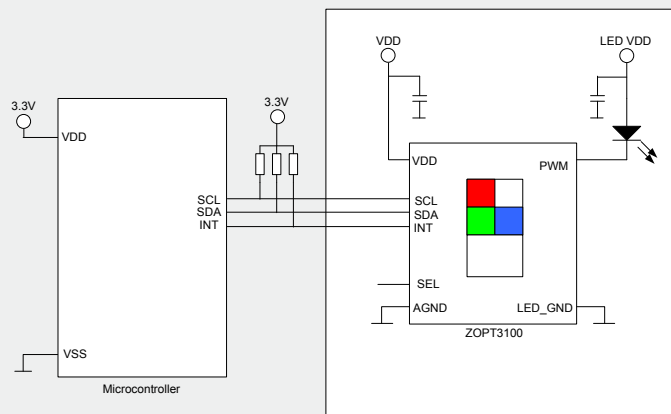 VDD
LED VDD
3.3V
3.3V
VDD
VDD
PWM
SCL
SDA
INT
SCL
SDA
INT
SEL
AGND
LED_GND
ZOPT3100
VSS
Microcontroller